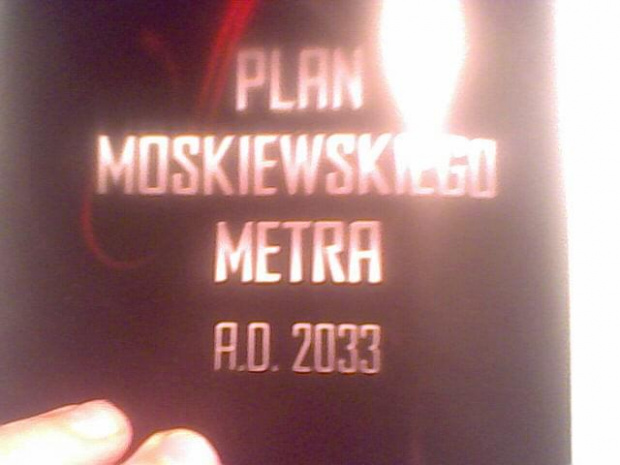 PLAN
MOSKIEWSKIEGO
METRA
A.D. 2033